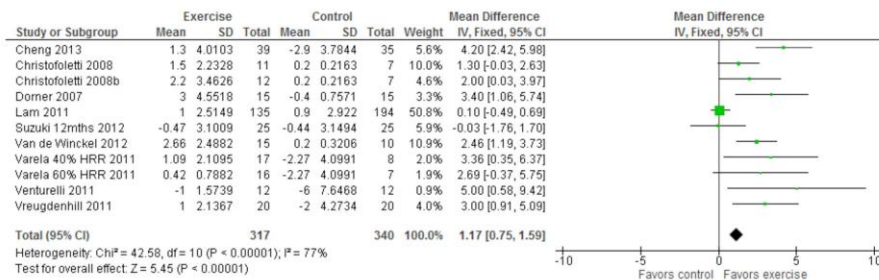 Exercise Control Mean Difference Mean Difference
Study or Subgroup Mean SD Total Mean SD Total Weight IV, Fixed, 95% CI IV, Fixed, 95% CI
Cheng 2013 1.3 4.0103 39 -2.9 3.7844 35 5.6% 4.20 [2.42, 5.98]
Christofoletti 2008 1.5 2.2328 11 0.2 0.2163 7 10.0% 1.30 [-0.03, 2.63]
Christofoletti 2008b 2.2 3.4626 12 0.2 0.2163 7 4.6% 2.00 [0.03, 3.97]
Dorner 2007 3 4.5518 15 -0.4 0.7571 15 3.3% 3.40 [1.06, 5.74]
Lam 2011 1 2.5149 135 0.9 2.922 194 50.8% 0.10 [-0.49, 0.69]
Suzuki 12mths 2012 -0.47 3.1009 25 -0.44 3.1494 25 5.9% -0.03 [-1.76, 1.70]
Van de Winckel 2012 2.66 2.4882 15 0.2 0.3206 10 11.0% 2.46 [1.19, 3.73]
Varela 40% HRR 2011 1.09 2.1095 17 -2.27 4.0991 8 2.0% 3.36 [0.35, 6.37]
Varela 60% HRR 2011 0.42 0.7882 16 -2.27 4.0991 7 1.9% 2.69 [-0.37, 5.75]
Venturelli 2011 -1 1.5739 12 -6 7.6468 12 0.9% 5.00 [0.58, 9.42]
Vreugdenhill 2011 1 2.1367 20 -2 4.2734 20 4.0% 3.00 [0.91, 5.09]
Total (95% CI) 317 340 100.0% 1.17 [0.75, 1.59]
Heterogeneity: Chi² = 42.58, df = 10 (P < 0.00001); I² = 77%
Test for overall effect: Z = 5.45 (P < 0.00001)
-10 -5 0 5 10
Favors control Favors exercise